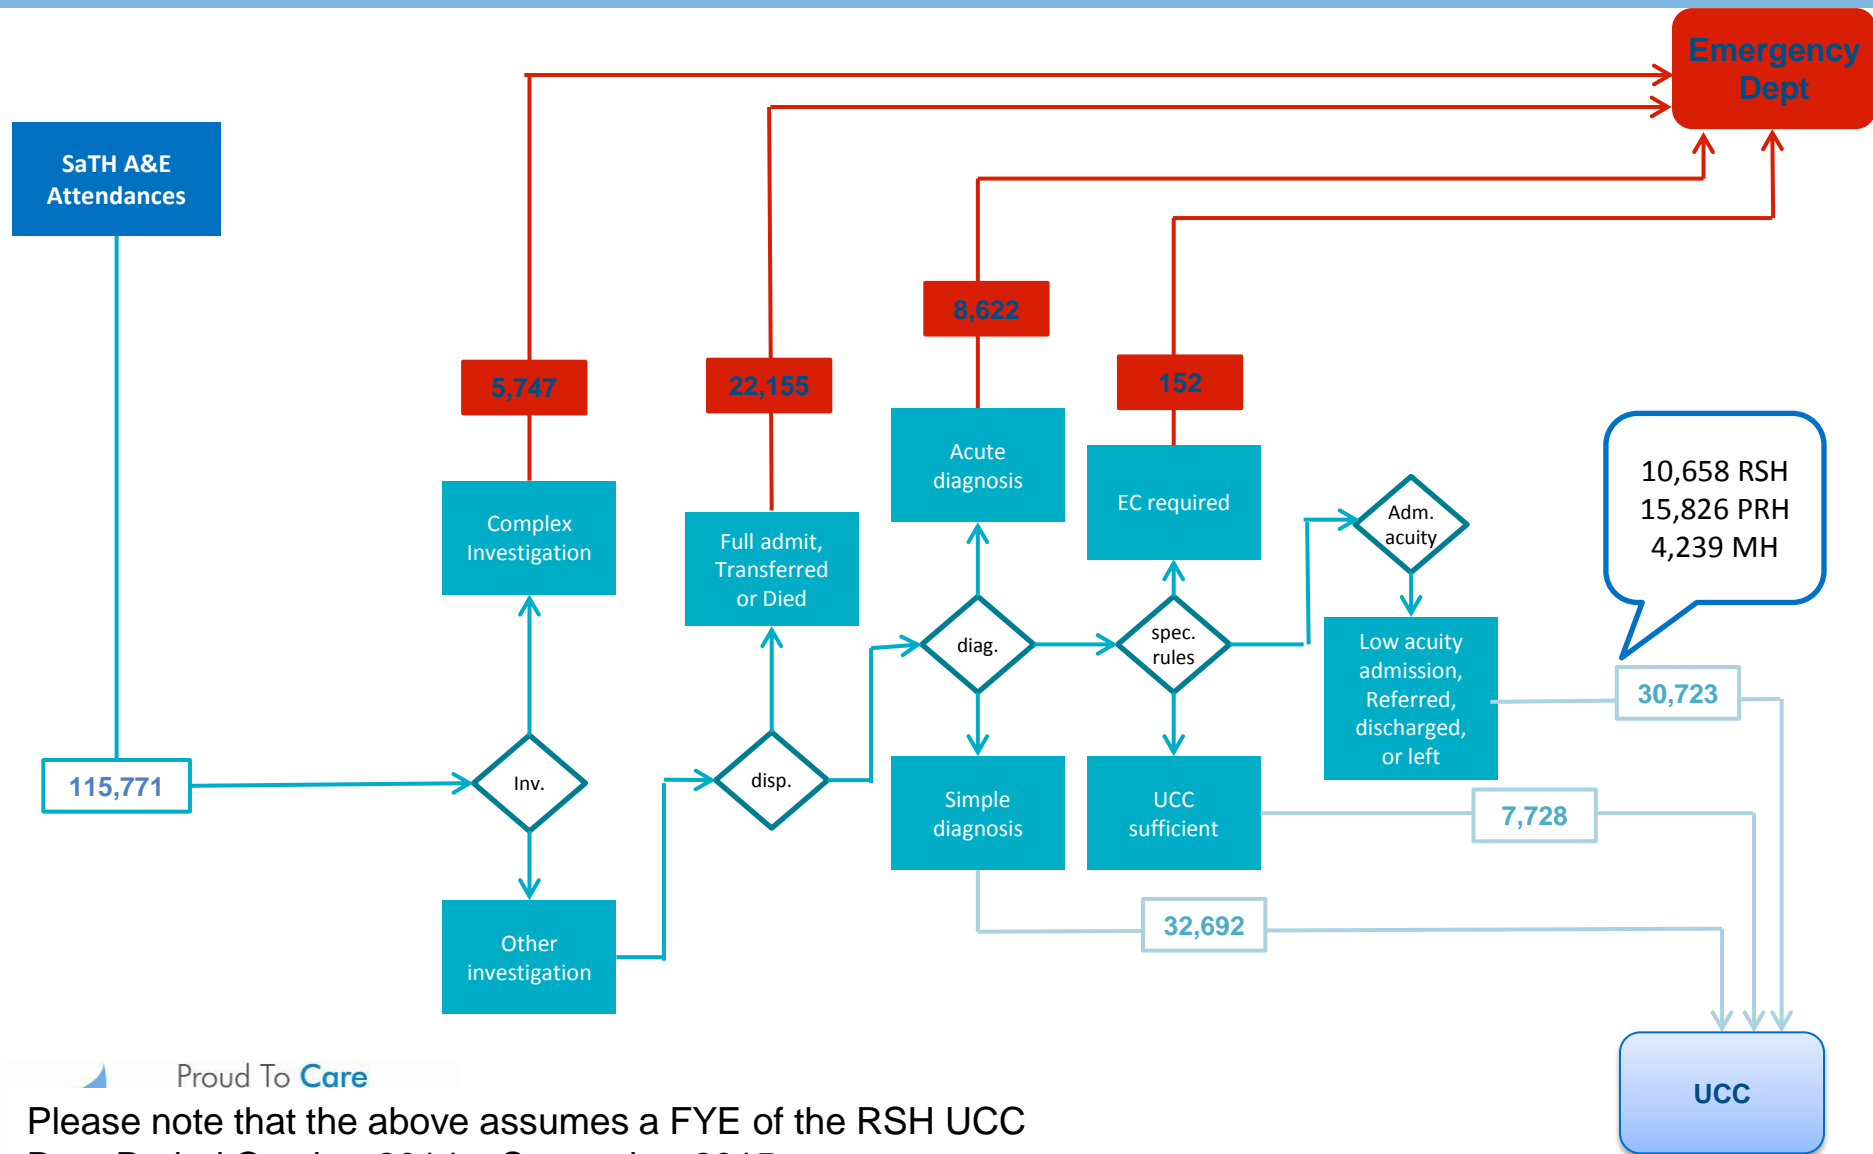 Emergency
Dept
SaTH A&E
Attendances
8,622
5,747
22,155
152
Acute
diagnosis
EC required
Adm.
acuity
10,658 RSH
15,826 PRH
4,239 MH
Complex
Investigation
Full admit,
Transferred
or Died
diag.
spec.
rules
Low acuity
admission,
Referred,
discharged,
or left
30,723
115,771
Inv.
disp.
Simple
diagnosis
UCC
sufficient
7,728
32,692
Other
investigation
UCC
Proud To Care
Please note that the above assumes a FYE of the RSH UCC